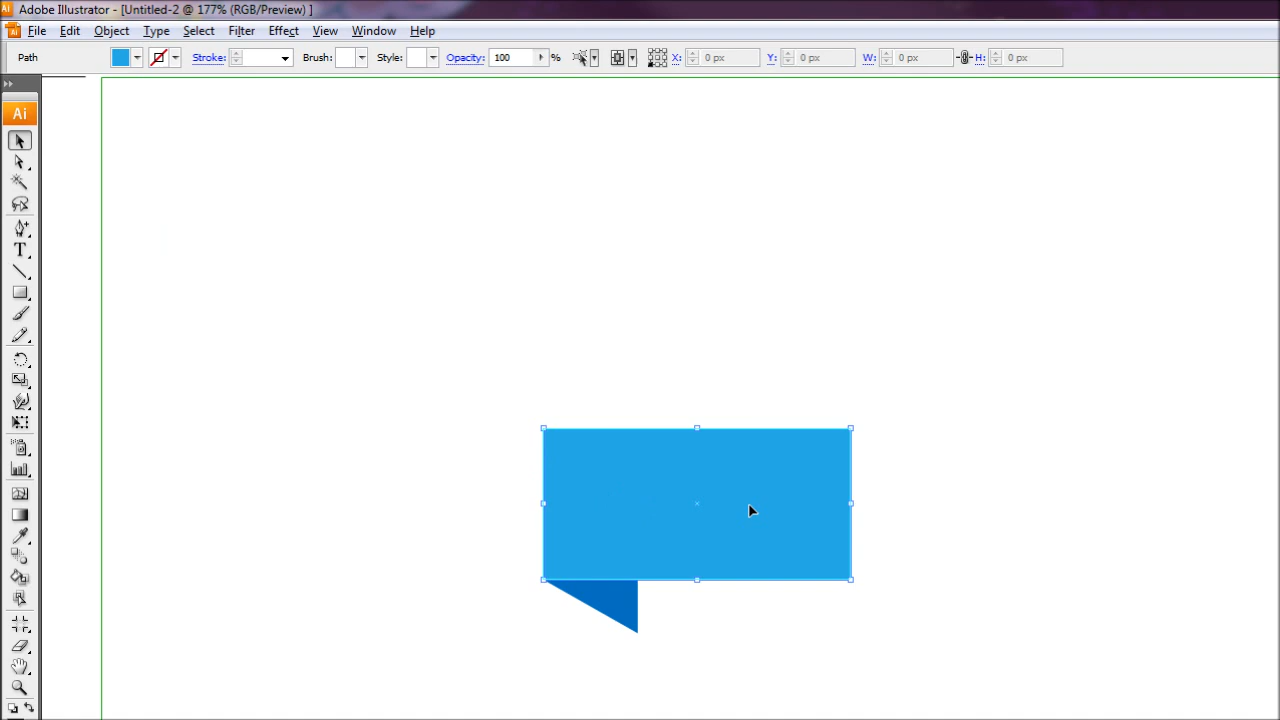 Adobe Illustrator - [Untitled-2 @ 177% (RGB/Preview) ]
File Edit Object Type Select Filter Effect View Window Help
Path Stroke: Brush: Style: Opacity: 100 % X: 0 px Y: 0 px W: 0 px H: 0 px
Ai
T